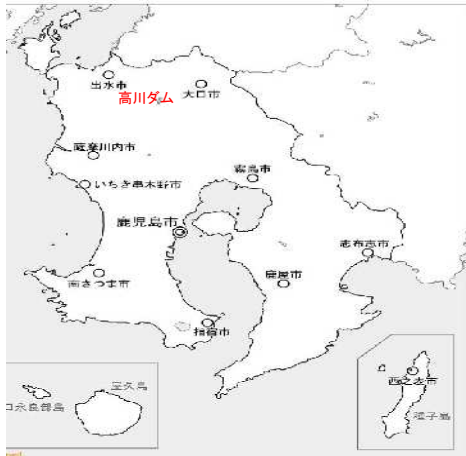 出水市
大口市
高川ダム
薩摩川内市
霧島市
いちき串木野市
鹿児島市
志布志市
南さつま市
鹿屋市
指宿市
屋久島
口永良部島
西之表市
種子島